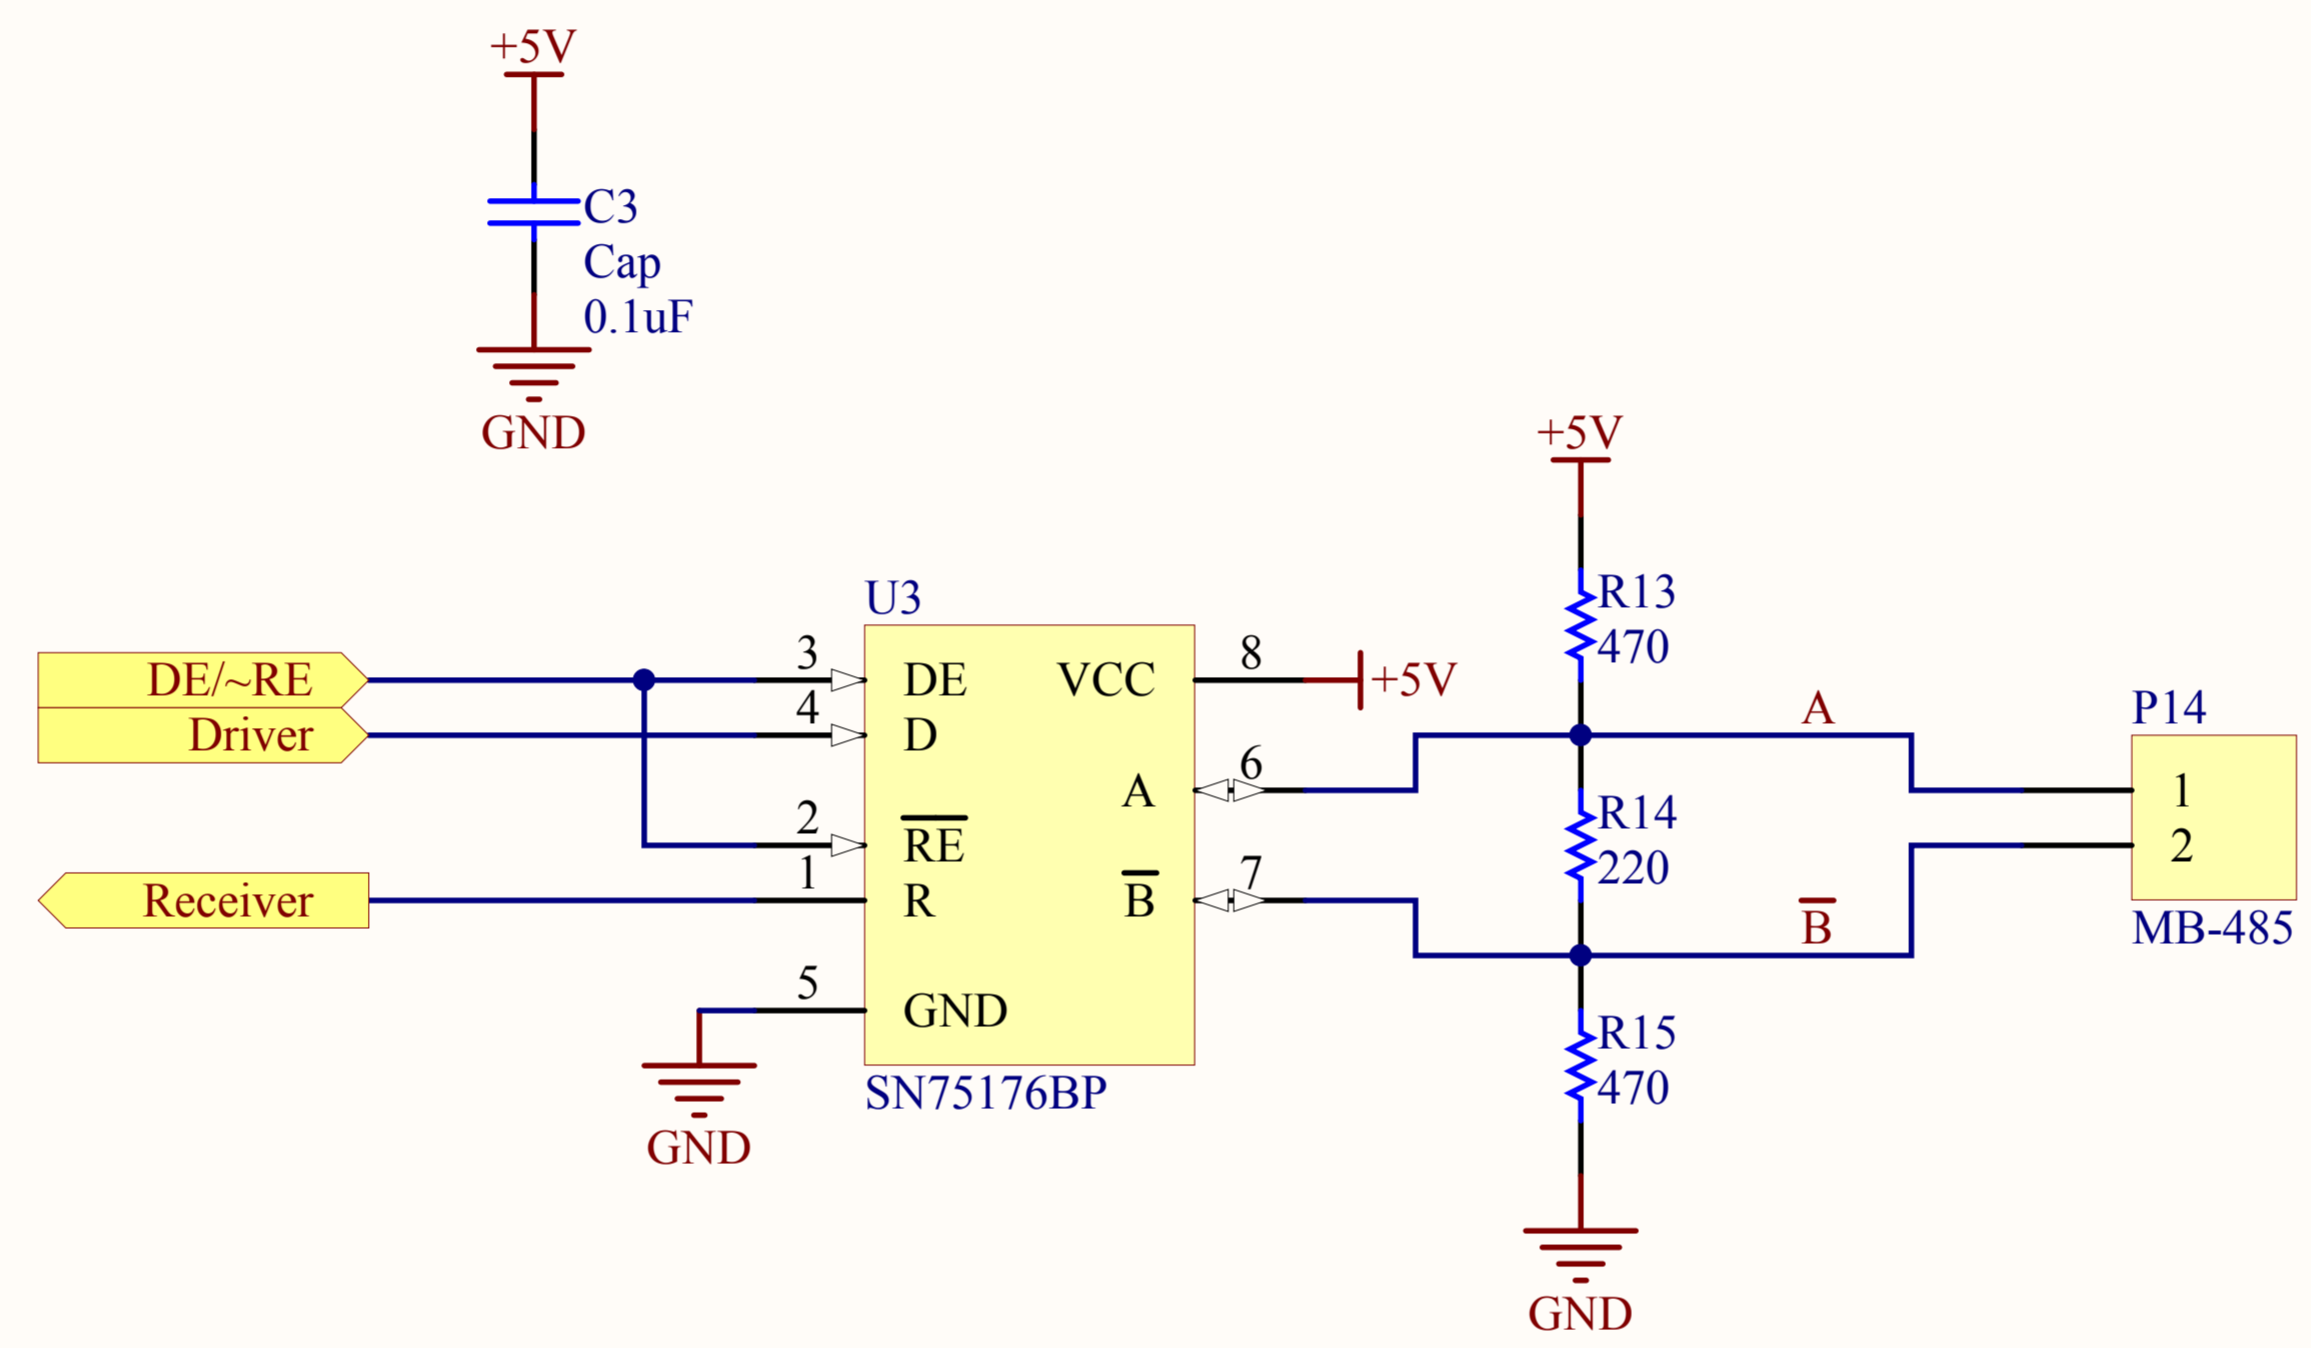 +5V
C3
Cap
0.1uF
GND
+5V
R13
470
U3
DE/~RE
3
DE
VCC
8
+5V
Driver
4
D
A
P14
6
A
1
R14
220
2
RE
2
Receiver
1
R
B
7
B
MB-485
5
GND
R15
470
SN75176BP
GND
GND